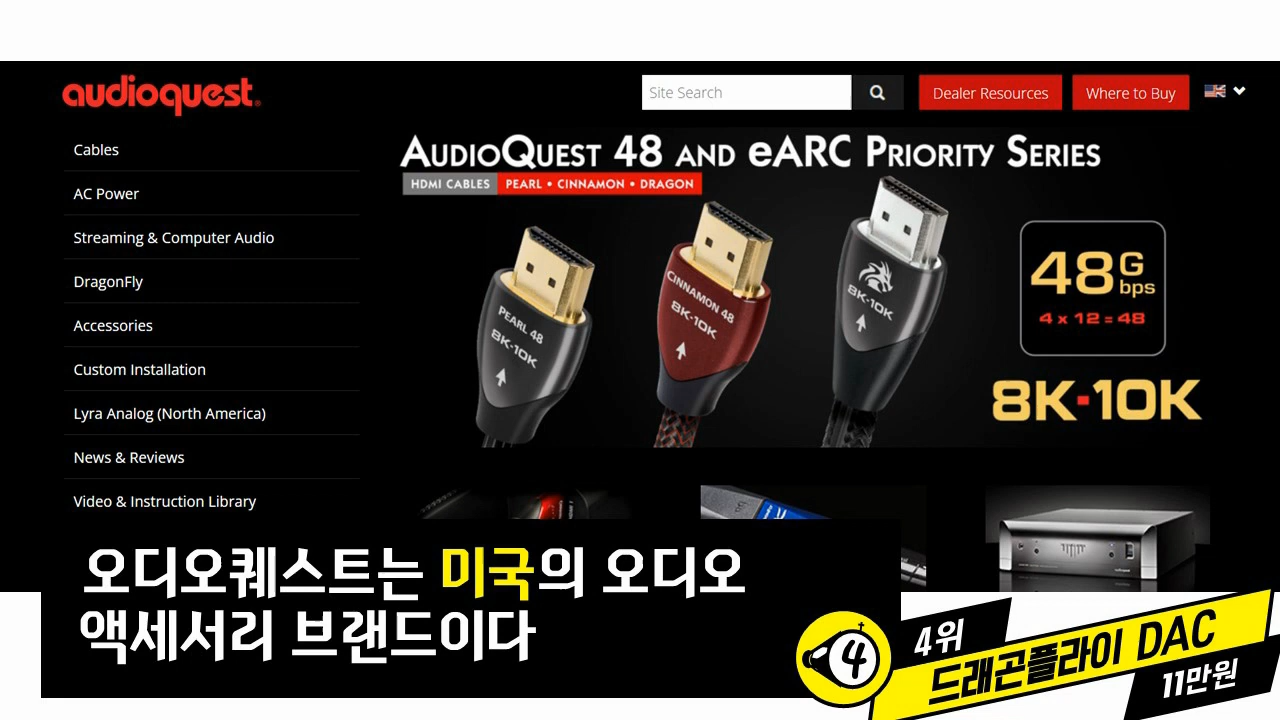 audioquest
Site Search
Dealer Resources
Where to Buy
Cables
AC Power
Streaming & Computer Audio
DragonFly
Accessories
Custom Installation
Lyra Analog (North America)
News & Reviews
Video & Instruction Library
AUDIOQUEST 48 AND eARC PRIORITY SERIES
HDMI CABLES PEARL • CINNAMON • DRAGON
PEARL 48
8K-10K
CINNAMON 48
8K-10K
8K-10K
48 G
bps
4 x 12 = 48
8K-10K
오디오퀘스트는 미국의 오디오
액세서리 브랜드이다
4
4위
드래곤플라이 DAC
11만원